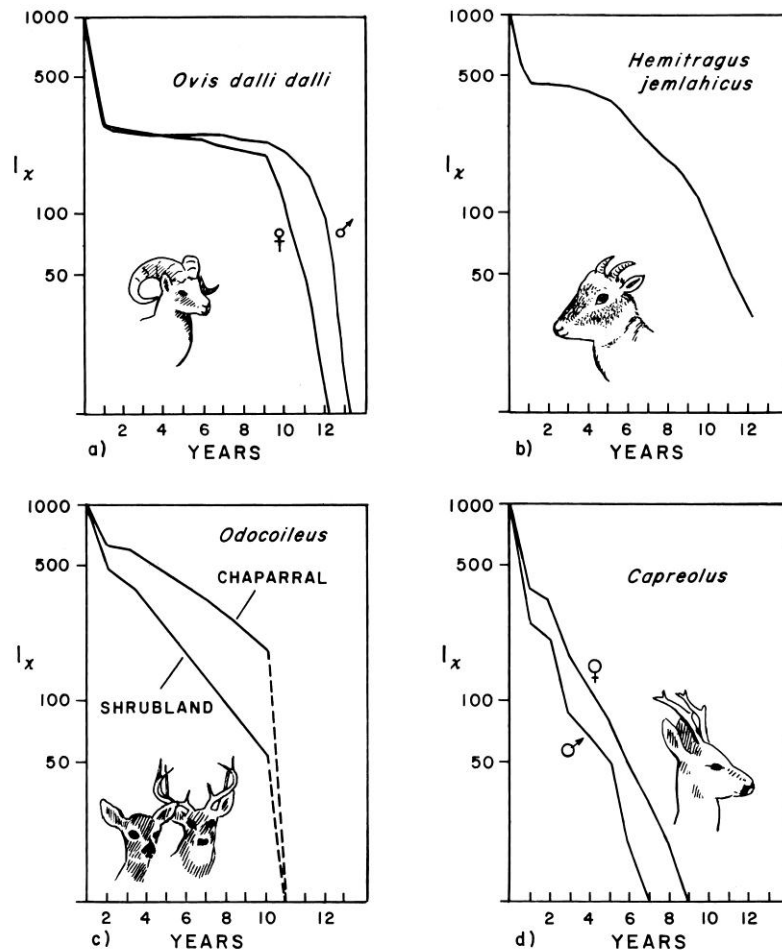 1000
500
100
50
lx
Ovis dalli dalli
♀
♂
2 4 6 8 10 12
a) YEARS
1000
500
100
50
lx
Hemitragus
jemlahicus
2 4 6 8 10 12
b) YEARS
1000
500
100
50
lx
Odocoileus
CHAPARRAL
SHRUBLAND
2 4 6 8 10 12
c) YEARS
1000
500
100
50
lx
Capreolus
♀
♂
2 4 6 8 10 12
d) YEARS